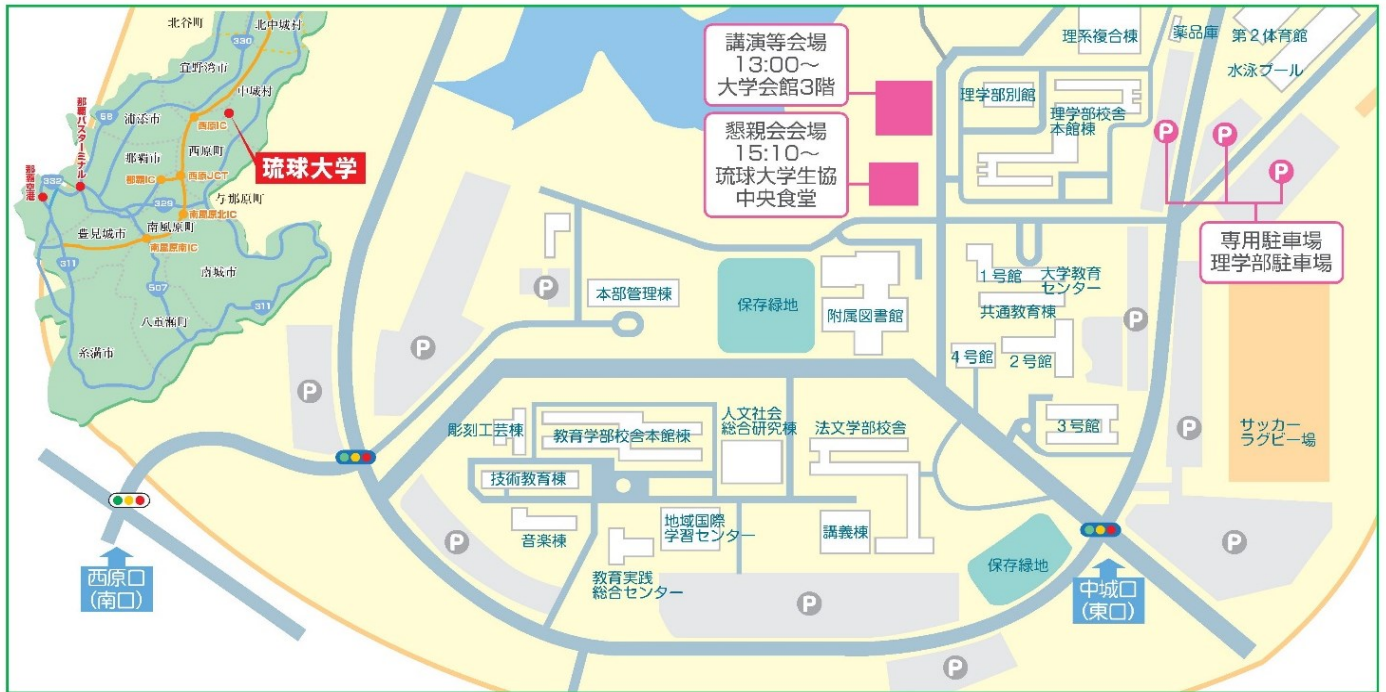 北谷町
北中城村
330
宜野湾市
中城村
那覇バスターミナル
58
浦添市
西原IC
那覇市
西原町
琉球大学
那覇空港
332
那覇IC
西原JCT
329
与那原町
南風原北IC
豊見城市
南風原町
南風原南IC
311
南城市
507
311
八重瀬町
糸満市
講演等会場
13:00～
大学会館3階
懇親会会場
15:10～
琉球大学生協
中央食堂
理系複合棟
薬品庫
第2体育館
水泳プール
理学部別館
理学部校舎
本館棟
P
P
P
専用駐車場
理学部駐車場
1号館
大学教育
センター
共通教育棟
4号館
2号館
3号館
P
本部管理棟
保存緑地
附属図書館
P
P
P
P
サッカー
ラグビー場
彫刻工芸棟
教育学部校舎本館棟
人文社会
総合研究棟
法文学部校舎
技術教育棟
音楽棟
地域国際
学習センター
講義棟
教育実践
総合センター
P
P
保存緑地
P
P
西原口
(南口)
中城口
(東口)